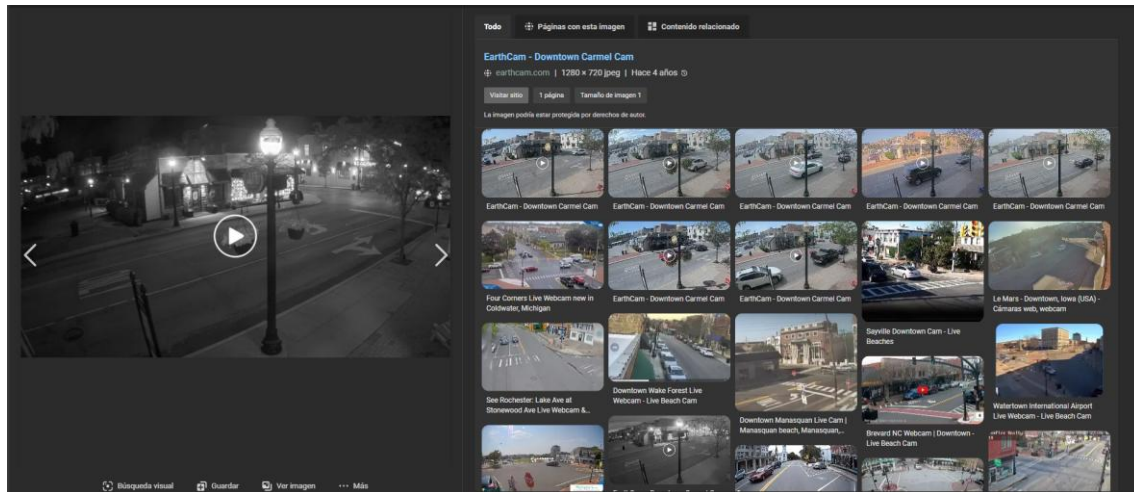 Todo
Páginas con esta imagen
Contenido relacionado
EarthCam - Downtown Carmel Cam
earthcam.com | 1280 × 720 jpeg | Hace 4 años
Visitar sitio
1 página
Tamaño de imagen 1
La imagen podría estar protegida por derechos de autor.
EarthCam - Downtown Carmel Cam
EarthCam - Downtown Carmel Cam
EarthCam - Downtown Carmel Cam
EarthCam - Downtown Carmel Cam
EarthCam - Downtown Carmel Cam
Four Corners Live Webcam new in
Coldwater, Michigan
EarthCam - Downtown Carmel Cam
EarthCam - Downtown Carmel Cam
Sayville Downtown Cam - Live
Beaches
Le Mars - Downtown, Iowa (USA) -
Cámaras web, webcam
See Rochester: Lake Ave at
Stonewood Ave Live Webcam &...
Downtown Wake Forest Live
Webcam - Live Beach Cam
Downtown Manasquan Live Cam |
Manasquan beach, Manasquan,...
Brevard NC Webcam | Downtown -
Live Beach Cam
Watertown International Airport
Live Webcam - Live Beach Cam
Búsqueda visual
Guardar
Ver imagen
Más